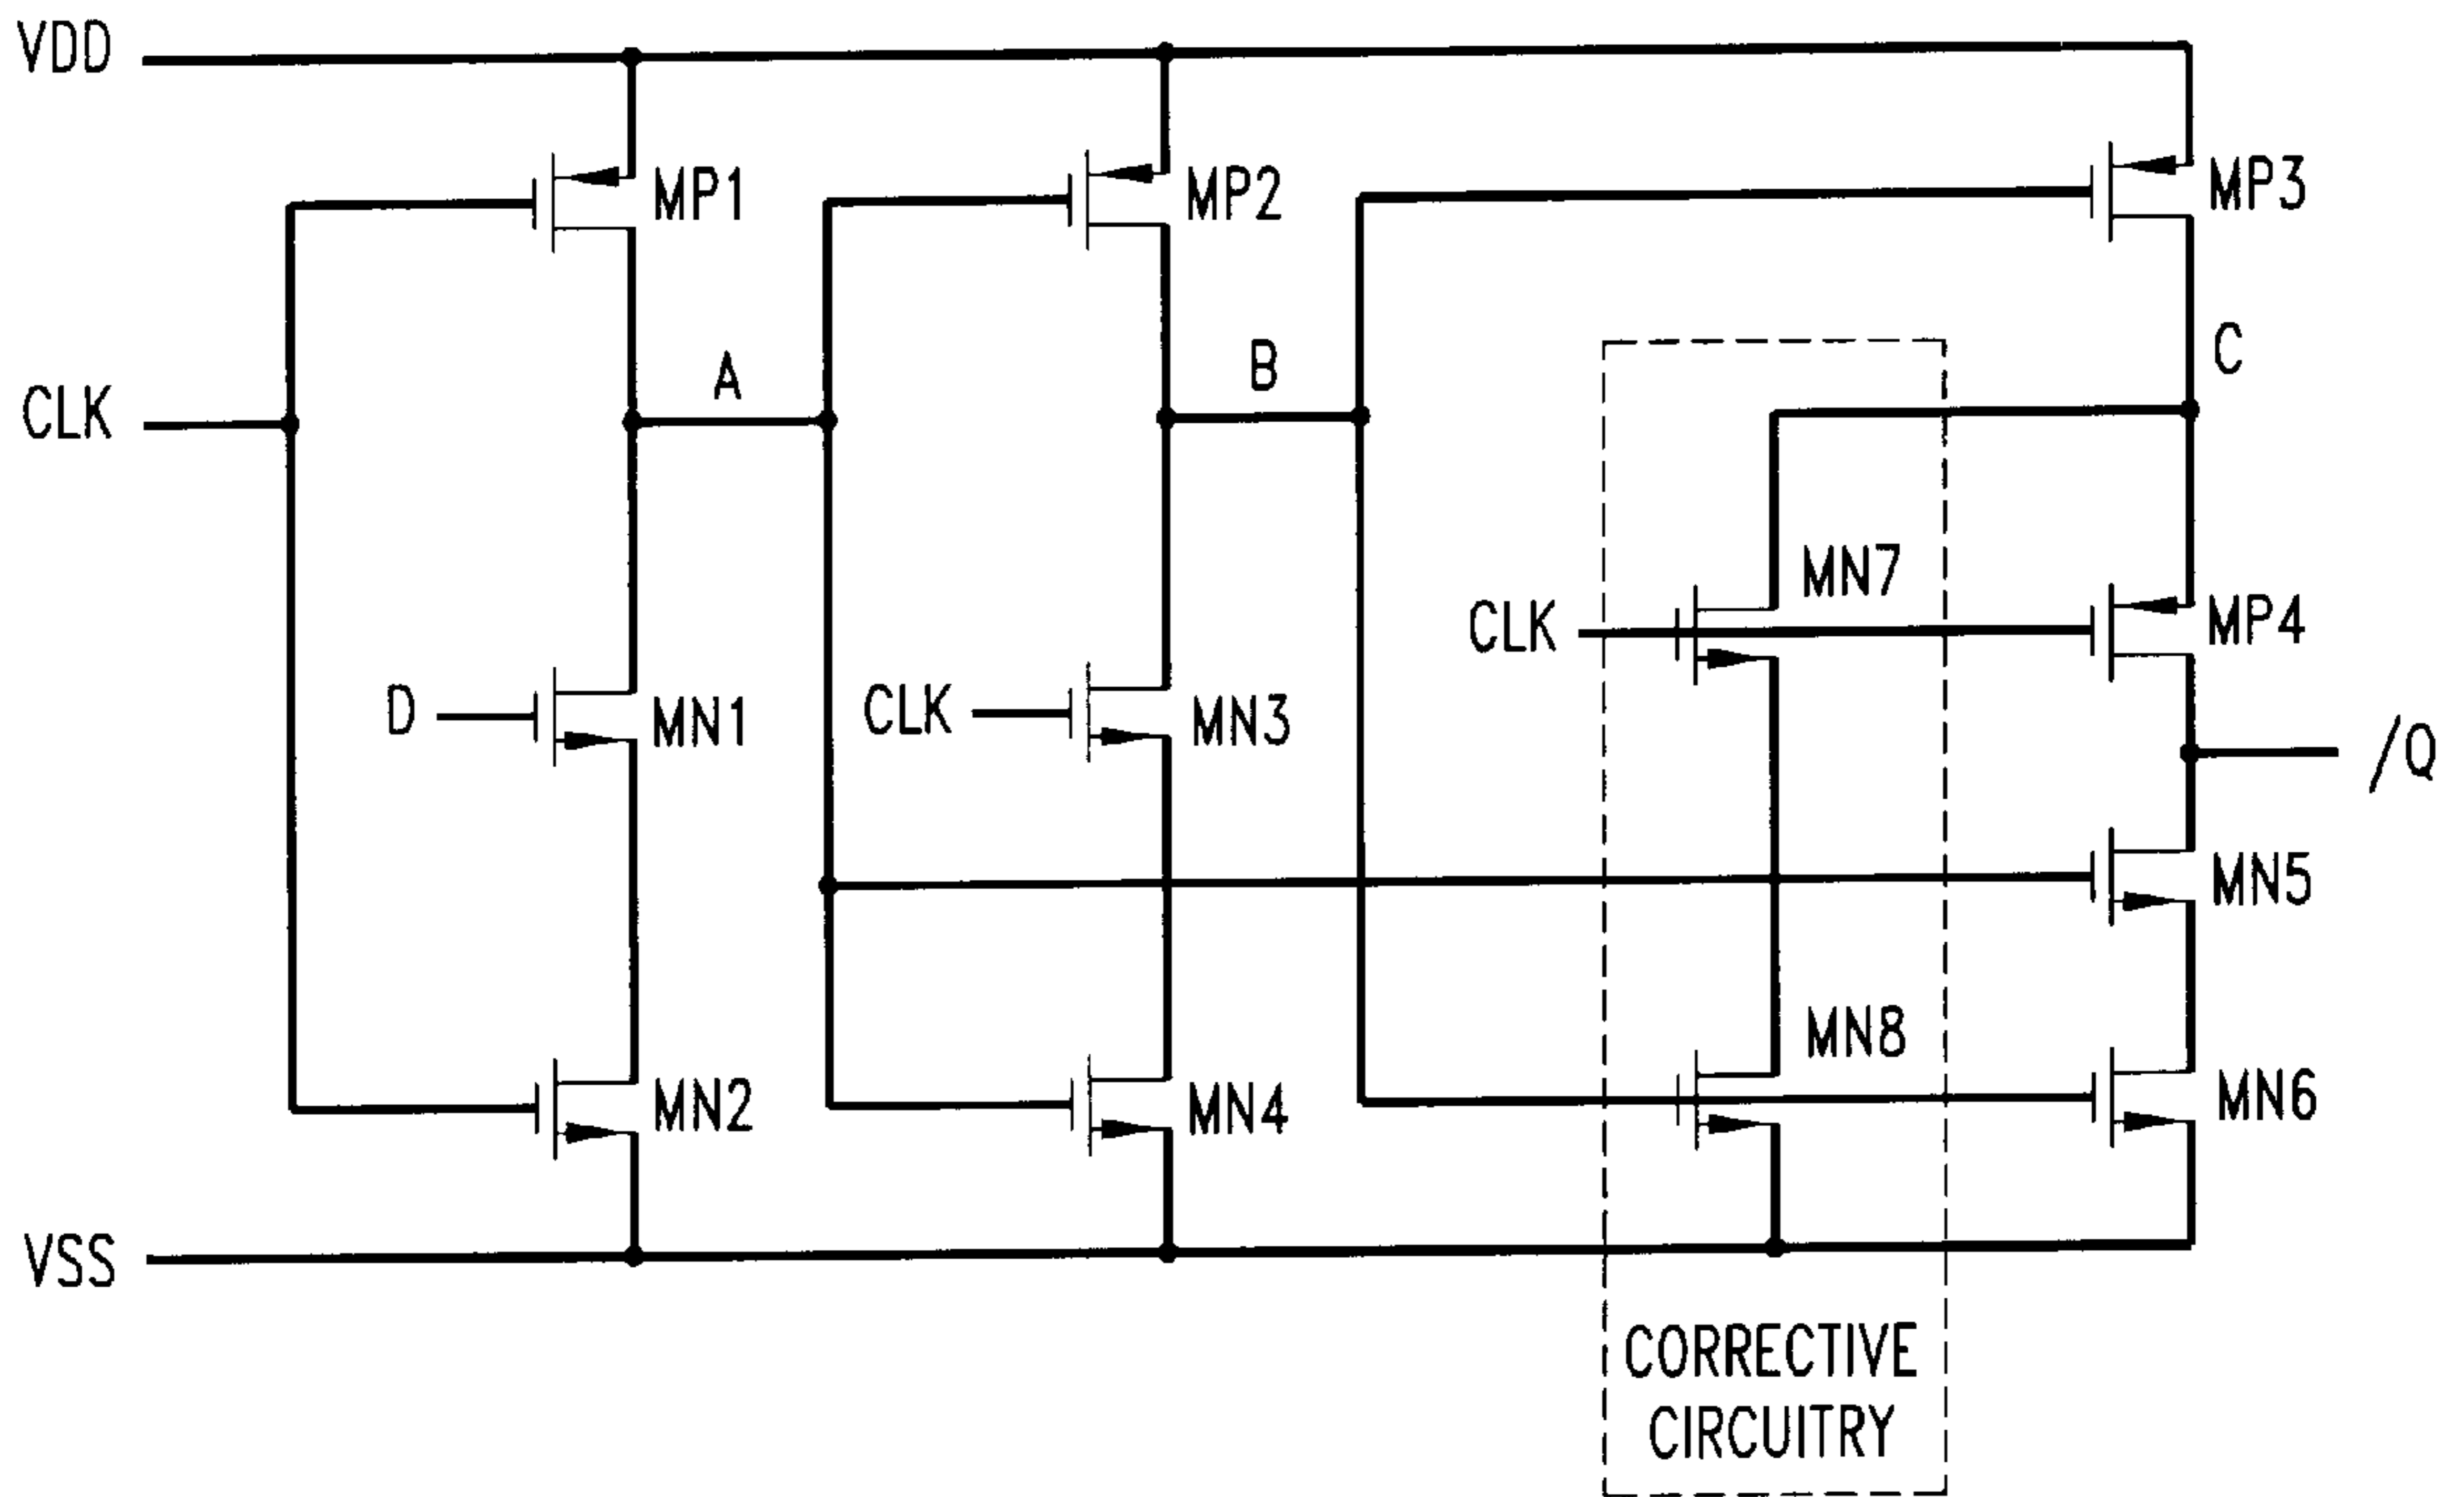 VDD
MP1
MP2
MP3
A
B
C
CLK
MN7
CLK
MP4
D
MN1
CLK
MN3
/Q
MN5
MN2
MN4
MN8
MN6
VSS
CORRECTIVE
CIRCUITRY